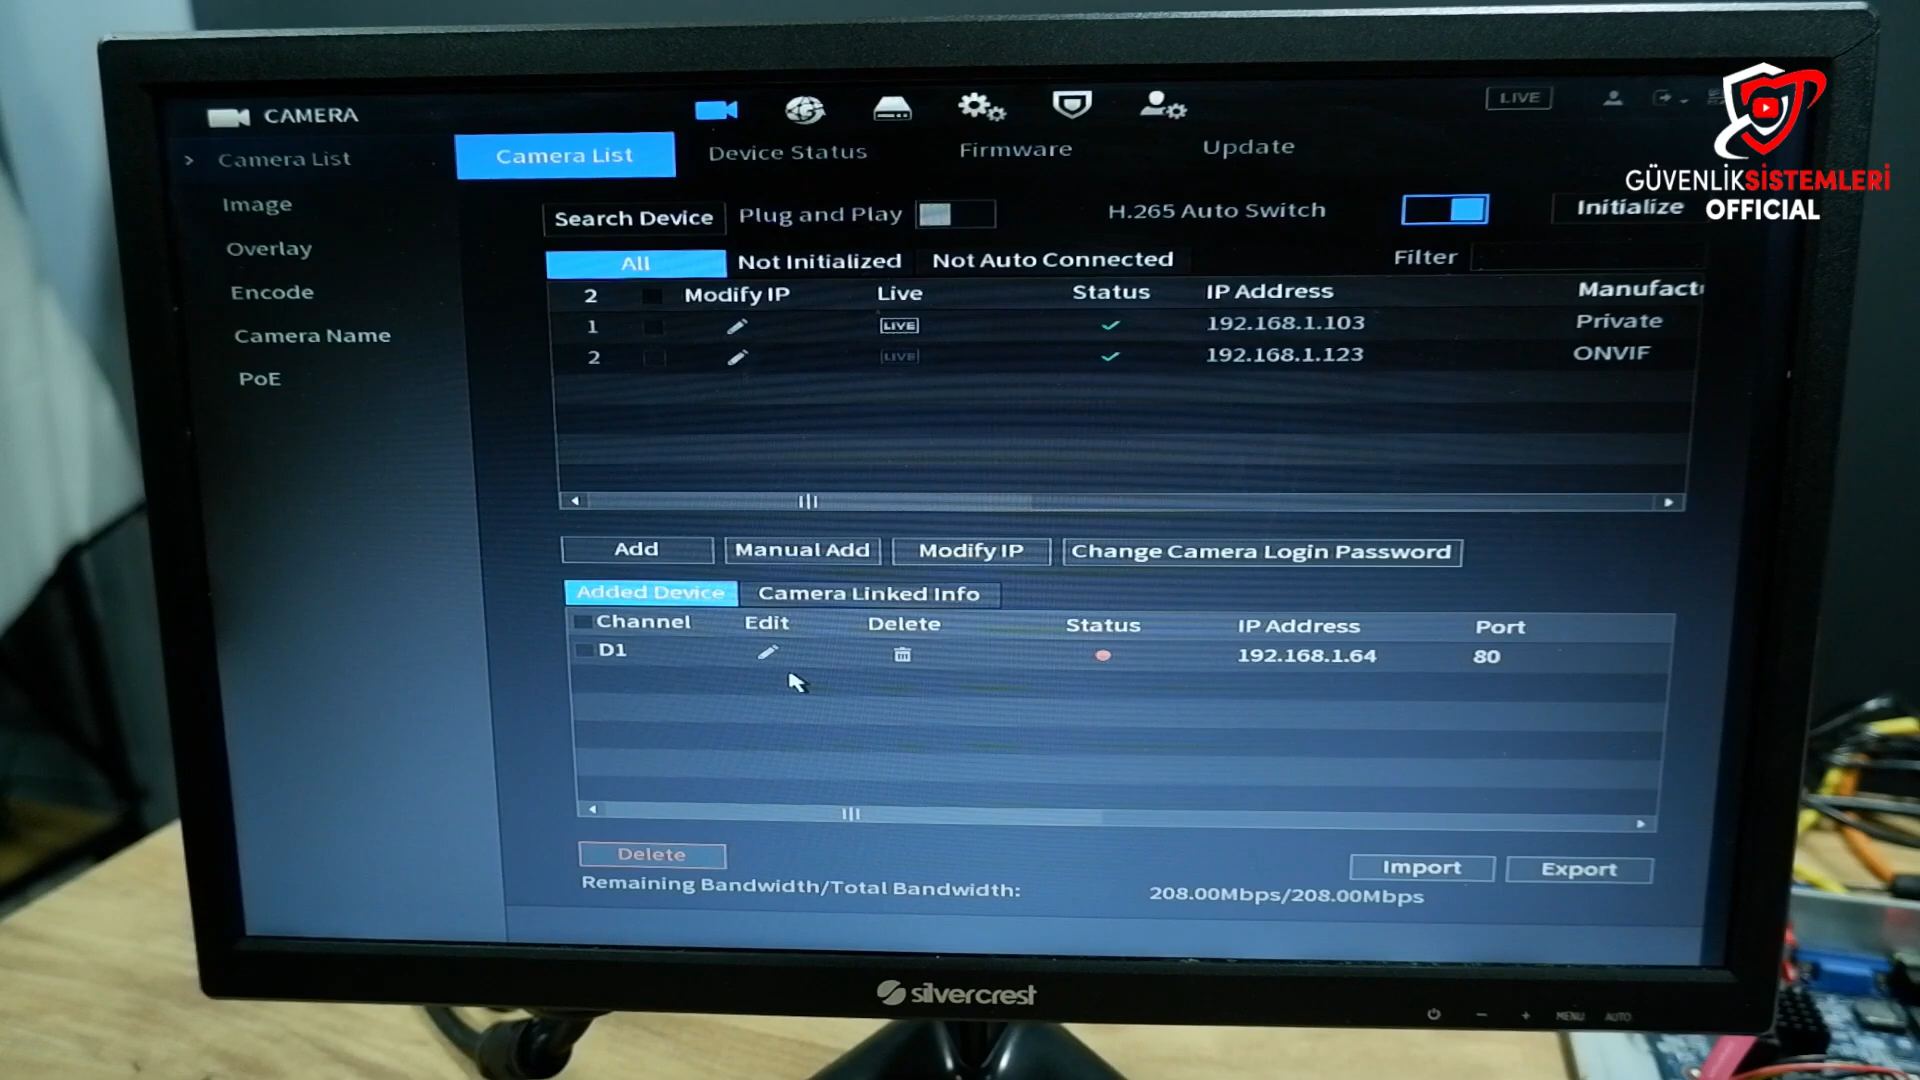 CAMERA
LIVE
Camera List
Image
Overlay
Encode
Camera Name
PoE
Camera List Device Status Firmware Update
Search Device Plug and Play H.265 Auto Switch Initialize
All Not Initialized Not Auto Connected Filter
2 Modify IP Live Status IP Address Manufact
1 LIVE 192.168.1.103 Private
2 LIVE 192.168.1.123 ONVIF
Add Manual Add Modify IP Change Camera Login Password
Added Device Camera Linked Info
Channel Edit Delete Status IP Address Port
D1 192.168.1.64 80
Delete Import Export
Remaining Bandwidth/Total Bandwidth: 208.00Mbps/208.00Mbps
silvercrest
MENU AUTO
GÜVENLİKSİSTEMLERİ
OFFICIAL